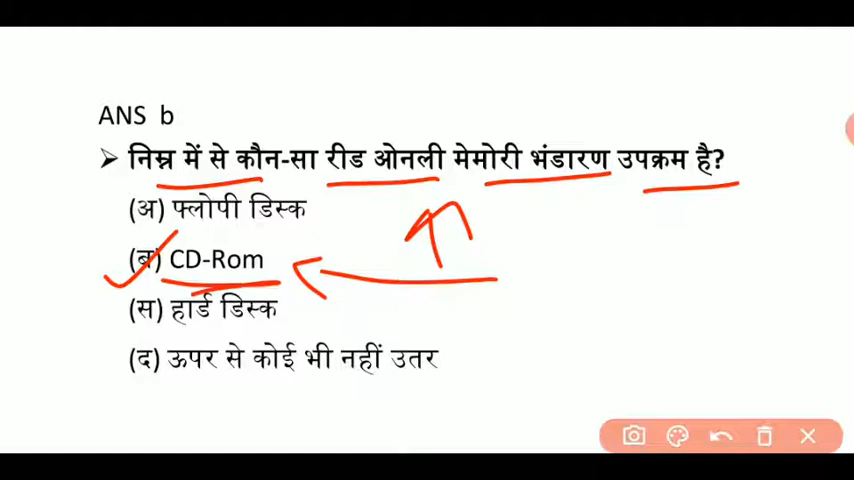 ANS b
➤ निम्न में से कौन-सा रीड ओनली मेमोरी भंडारण उपक्रम है?
(अ) फ्लोपी डिस्क
(ब) CD-Rom
(स) हार्ड डिस्क
(द) ऊपर से कोई भी नहीं उतर